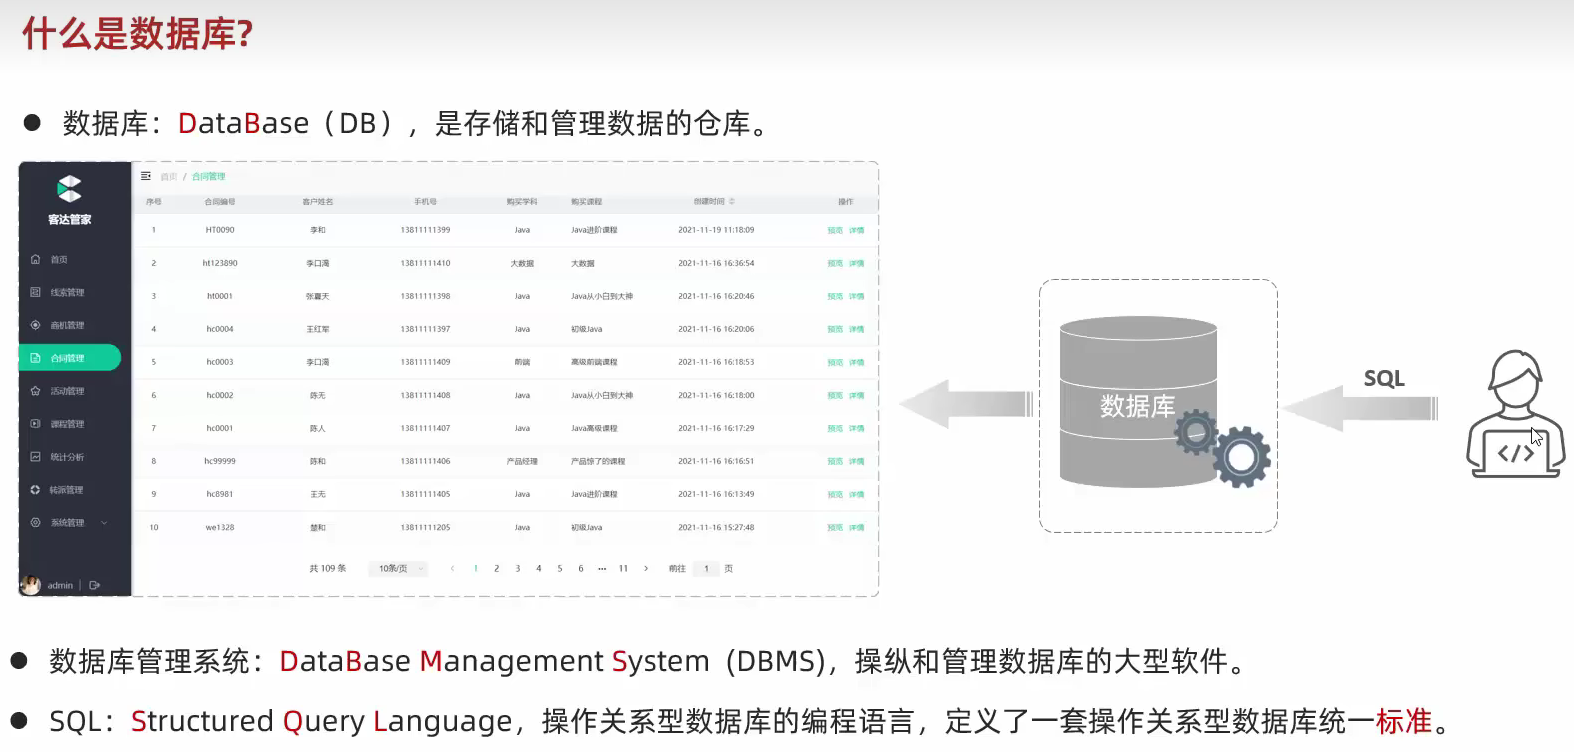 什么是数据库?
数据库：DataBase（DB），是存储和管理数据的仓库。
客达管家
首页
线索管理
商机管理
合同管理
活动管理
课程管理
统计分析
转派管理
系统管理
admin
首页 / 合同管理
序号 合同编号 客户姓名 手机号 购买学科 购买课程 创建时间 操作
1 HT0090 李和 13811111399 Java Java进阶课程 2021-11-19 11:18:09 预览 详情
2 ht123890 李口渴 13811111410 大数据 大数据 2021-11-16 16:36:54 预览 详情
3 ht0001 张夏天 13811111398 Java Java从小白到大神 2021-11-16 16:20:46 预览 详情
4 hc0004 王红军 13811111397 Java 初级Java 2021-11-16 16:20:06 预览 详情
5 hc0003 李口渴 13811111409 前端 高级前端课程 2021-11-16 16:18:53 预览 详情
6 hc0002 陈无 13811111408 Java Java从小白到大神 2021-11-16 16:18:00 预览 详情
7 hc0001 陈人 13811111407 Java Java高级课程 2021-11-16 16:17:29 预览 详情
8 hc99999 陈和 13811111406 产品经理 产品惊了的课程 2021-11-16 16:16:51 预览 详情
9 hc8981 王无 13811111405 Java Java进阶课程 2021-11-16 16:13:49 预览 详情
10 we1328 楚和 13811111205 Java 初级Java 2021-11-16 15:27:48 预览 详情
共 109 条 10条/页 1 2 3 4 5 6 ••• 11 前往 1 页
数据库
SQL
</>
数据库管理系统：DataBase Management System (DBMS)，操纵和管理数据库的大型软件。
SQL：Structured Query Language，操作关系型数据库的编程语言，定义了一套操作关系型数据库统一标准。